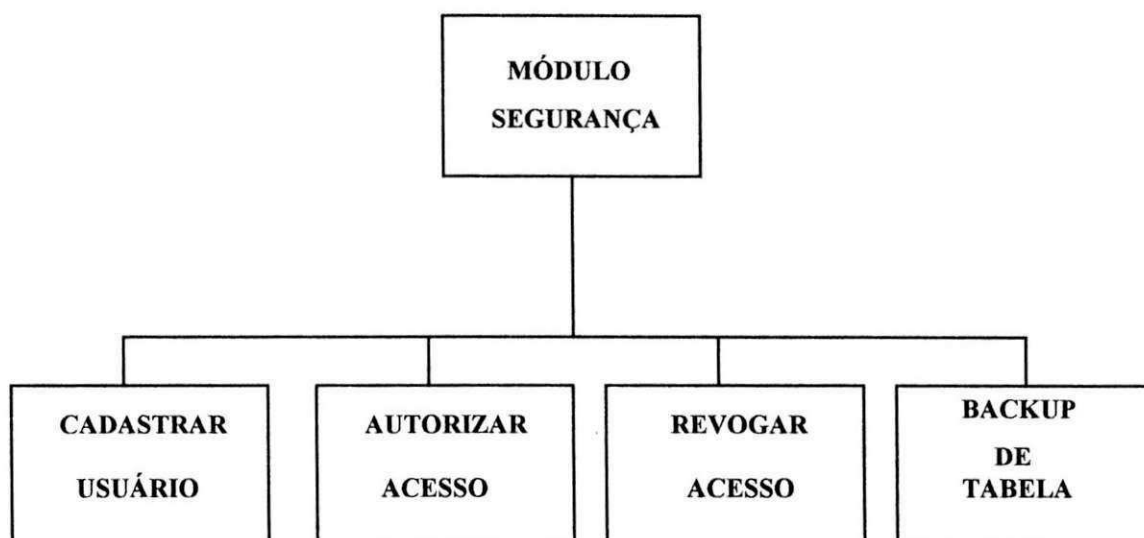 MÓDULO
SEGURANÇA
CADASTRAR
USUÁRIO
AUTORIZAR
ACESSO
REVOGAR
ACESSO
BACKUP
DE
TABELA